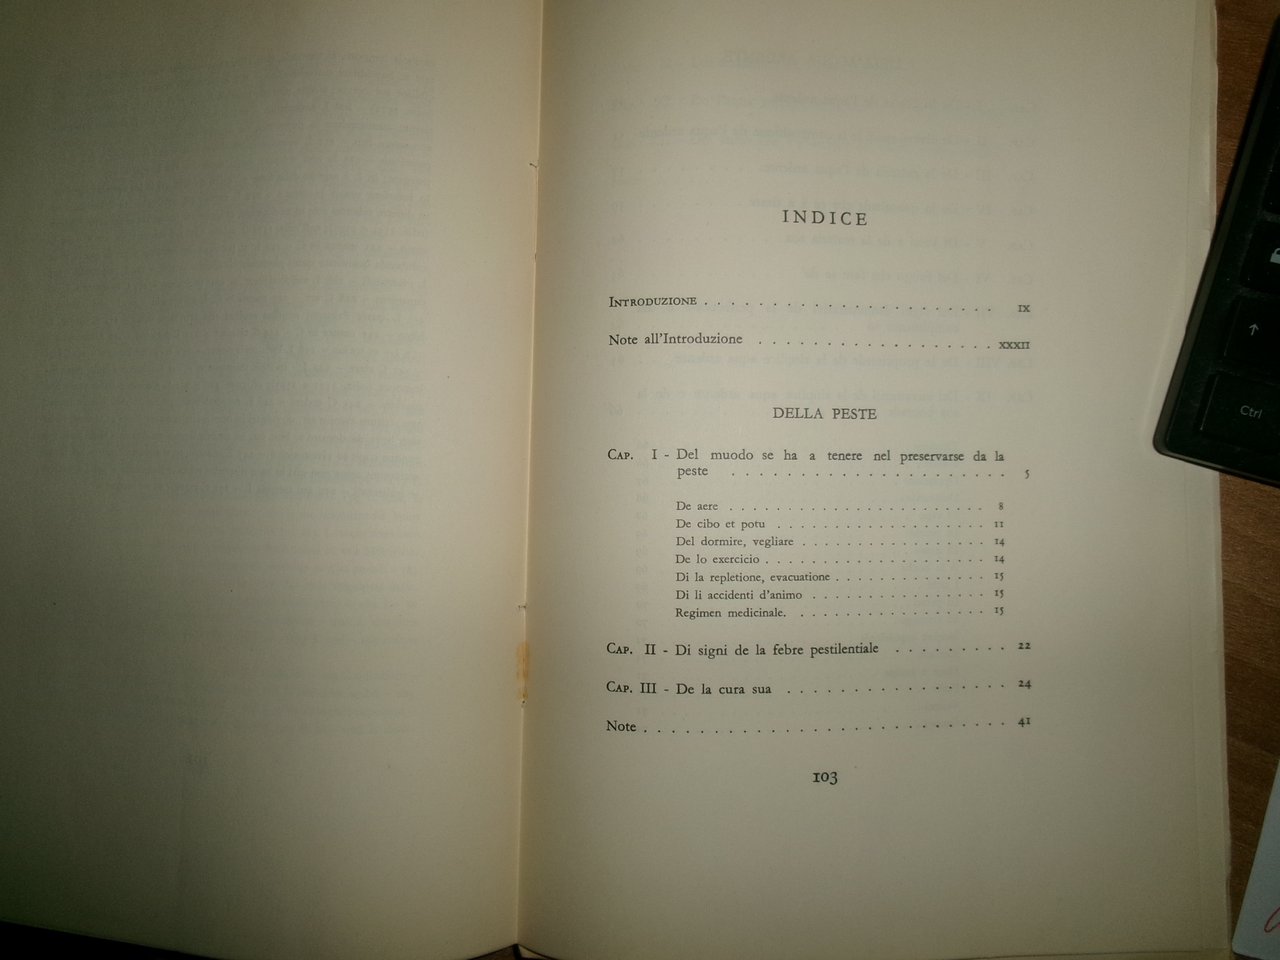 INDICE
INTRODUZIONE . . . . . . . . . . . . . . . . . . . . . . IX
Note all'Introduzione . . . . . . . . . . . . . . . . . . XXXII
DELLA PESTE
CAP. I - Del muodo se ha a tenere nel preservarse da la
peste . . . . . . . . . . . . . . . . . . . . . 5
De aere . . . . . . . . . . . . . . . . . . . . . . . 8
De cibo et potu . . . . . . . . . . . . . . . . . . . 11
Del dormire, vegliare . . . . . . . . . . . . . . . . . 14
De lo exercicio . . . . . . . . . . . . . . . . . . . . 14
Di la repletione, evacuatione . . . . . . . . . . . . . . 15
Di li accidenti d'animo . . . . . . . . . . . . . . . . 15
Regimen medicinale. . . . . . . . . . . . . . . . . . 15
CAP. II - Di signi de la febre pestilentiale . . . . . . . . . 22
CAP. III - De la cura sua . . . . . . . . . . . . . . . . . 24
Note . . . . . . . . . . . . . . . . . . . . . . . . . . 41
103
↑
Ctrl